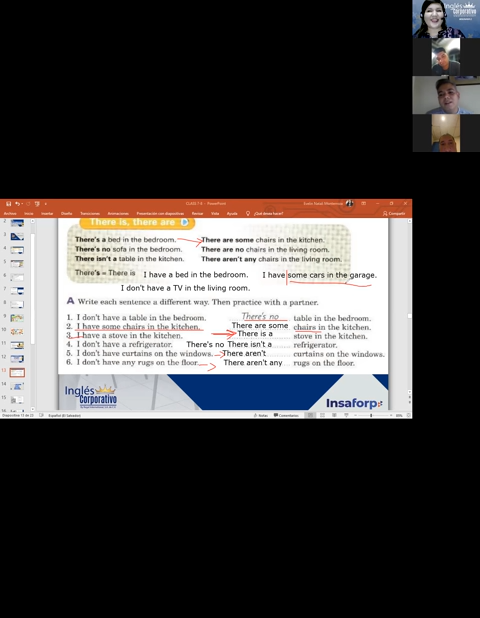 Inglés
Corporativo
There is, there are
There's a bed in the bedroom. There are some chairs in the kitchen.
There's no sofa in the bedroom. There are no chairs in the living room.
There isn't a table in the kitchen. There aren't any chairs in the living room.
There's = There is I have a bed in the bedroom. I have some cars in the garage.
I don't have a TV in the living room.
A Write each sentence a different way. Then practice with a partner.
1. I don't have a table in the bedroom. There's no table in the bedroom.
2. I have some chairs in the kitchen. There are some chairs in the kitchen.
3. I have a stove in the kitchen. There is a stove in the kitchen.
4. I don't have a refrigerator. There's no There isn't a refrigerator.
5. I don't have curtains on the windows. There aren't curtains on the windows.
6. I don't have any rugs on the floor. There aren't any rugs on the floor.
Inglés
Corporativo
Insaforp